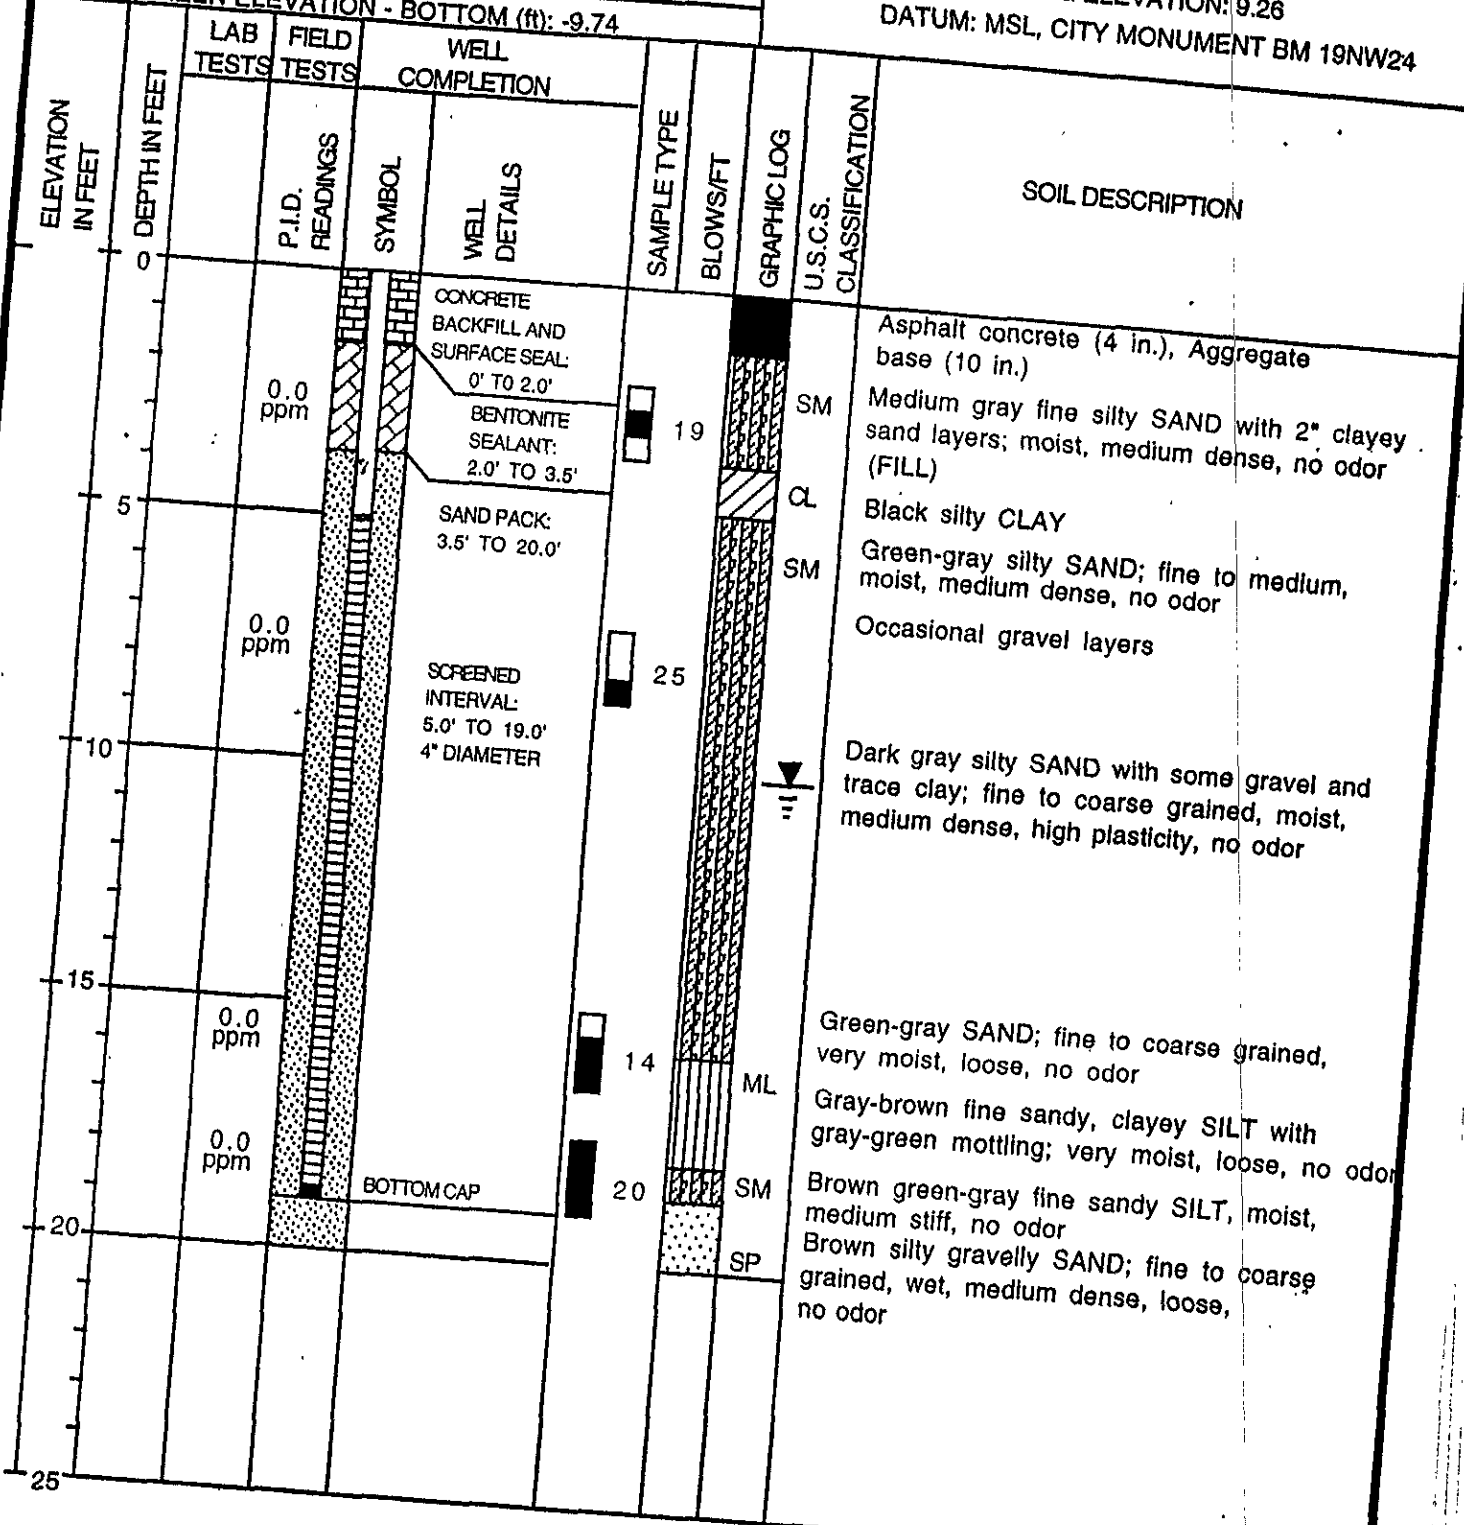 ELEVATION - BOTTOM (ft): -9.74
ELEVATION: 9.26
DATUM: MSL, CITY MONUMENT BM 19NW24
LAB
TESTS
FIELD
TESTS
WELL
COMPLETION
ELEVATION
IN FEET
DEPTH IN FEET
P.I.D.
READINGS
SYMBOL
WELL
DETAILS
SAMPLE TYPE
BLOWS/FT
GRAPHIC LOG
U.S.C.S.
CLASSIFICATION
SOIL DESCRIPTION
0
CONCRETE
BACKFILL AND
SURFACE SEAL:
0' TO 2.0'
Asphalt concrete (4 in.), Aggregate
base (10 in.)
0.0
ppm
BENTONITE
SEALANT:
2.0' TO 3.5'
19
SM
Medium gray fine silty SAND with 2" clayey
sand layers; moist, medium dense, no odor
(FILL)
5
SAND PACK:
3.5' TO 20.0'
CL
Black silty CLAY
SM
Green-gray silty SAND; fine to medium,
moist, medium dense, no odor
0.0
ppm
Occasional gravel layers
SCREENED
INTERVAL:
5.0' TO 19.0'
4" DIAMETER
25
10
Dark gray silty SAND with some gravel and
trace clay; fine to coarse grained, moist,
medium dense, high plasticity, no odor
15
0.0
ppm
14
Green-gray SAND; fine to coarse grained,
very moist, loose, no odor
ML
Gray-brown fine sandy, clayey SILT with
gray-green mottling; very moist, loose, no odor
0.0
ppm
BOTTOM CAP
20
SM
Brown green-gray fine sandy SILT, moist,
medium stiff, no odor
20
SP
Brown silty gravelly SAND; fine to coarse
grained, wet, medium dense, loose,
no odor
25